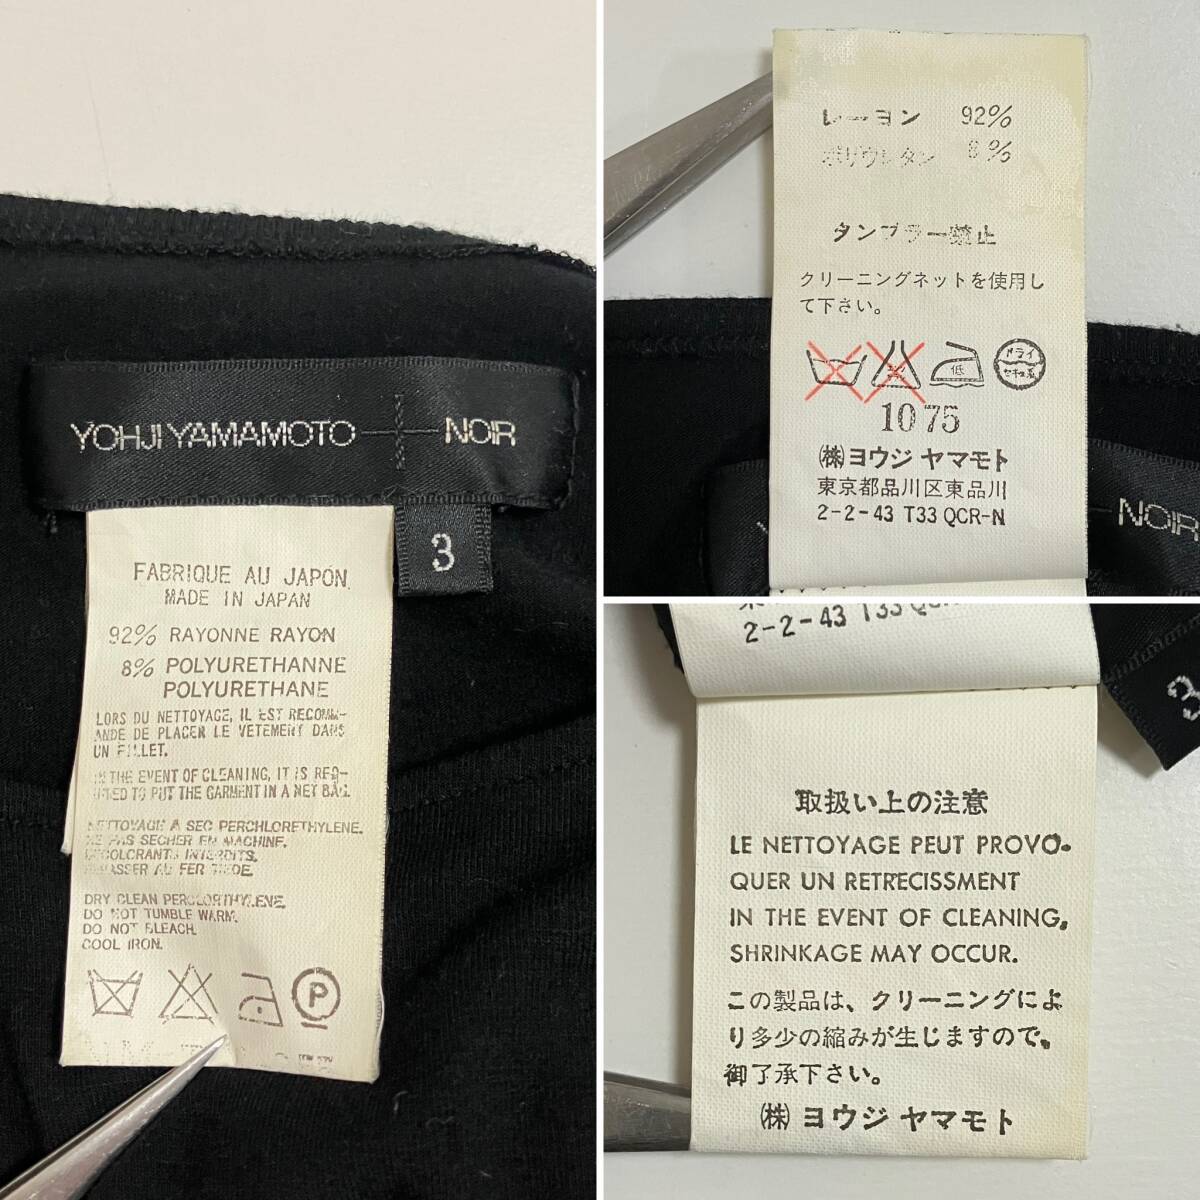 YOHJI YAMAMOTO NOIR
3
FABRIQUE AU JAPON
MADE IN JAPAN
92% RAYONNE RAYON
8% POLYURETHANNE
POLYURETHANE
LORS DU NETTOYAGE, IL EST RECOMM-
ANDE DE PLACER LE VETEMENT DANS
UN FILLET.
IN THE EVENT OF CLEANING, IT IS REQ-
UIRED TO PUT THE GARMENT IN A NET BAG.
NETTOYAGE A SEC PERCHLORETHYLENE.
NE PAS SECHER EN MACHINE.
DECOLORANTS INTERDITS.
REPASSER AU FER TIEDE.
DRY CLEAN PERCLORTHYLENE.
DO NOT TUMBLE WARM.
DO NOT BLEACH.
COOL IRON.
P
レーヨン 92%
ポリウレタン 8%
タンブラー禁止
クリーニングネットを使用し
て下さい。
低
ドライ
セキユ系
1075
(株)ヨウジ ヤマモト
東京都品川区東品川
2-2-43 T33 QCR-N
NOIR
2-2-43 T33 QCR
3
取扱い上の注意
LE NETTOYAGE PEUT PROVO-
QUER UN RETRECISSMENT
IN THE EVENT OF CLEANING,
SHRINKAGE MAY OCCUR.
この製品は、クリーニングによ
り多少の縮みが生じますので、
御了承下さい。
(株) ヨウジ ヤマモト